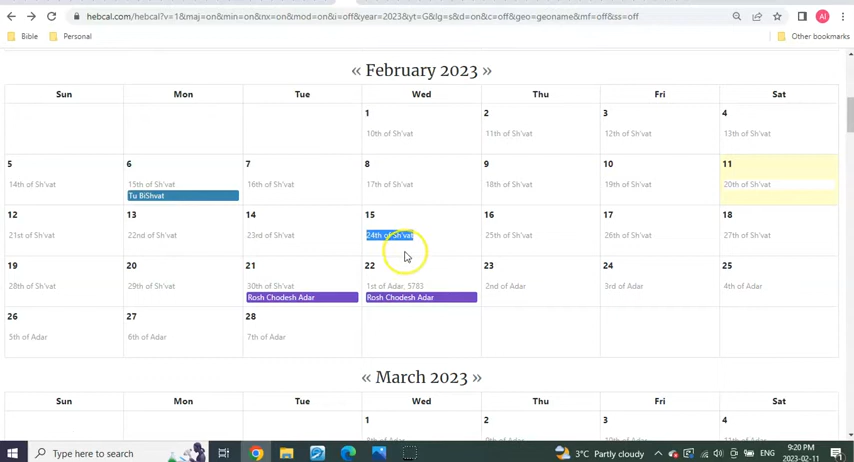 hebcal.com/hebcal?v=1&maj=on&min=on&nx=on&mod=on&i=off&year=2023&yt=G&lg=s&d=on&c=off&geo=geoname&mf=off&ss=off
AI
Bible Personal Other bookmarks
« February 2023 »
Sun Mon Tue Wed Thu Fri Sat
1 2 3 4
10th of Sh'vat 11th of Sh'vat 12th of Sh'vat 13th of Sh'vat
5 6 7 8 9 10 11
14th of Sh'vat 15th of Sh'vat 16th of Sh'vat 17th of Sh'vat 18th of Sh'vat 19th of Sh'vat 20th of Sh'vat
Tu BiShvat
12 13 14 15 16 17 18
21st of Sh'vat 22nd of Sh'vat 23rd of Sh'vat 24th of Sh'vat 25th of Sh'vat 26th of Sh'vat 27th of Sh'vat
19 20 21 22 23 24 25
28th of Sh'vat 29th of Sh'vat 30th of Sh'vat 1st of Adar, 5783 2nd of Adar 3rd of Adar 4th of Adar
Rosh Chodesh Adar Rosh Chodesh Adar
26 27 28
5th of Adar 6th of Adar 7th of Adar
« March 2023 »
Sun Mon Tue Wed Thu Fri Sat
1 2 3 4
Type here to search 3°C Partly cloudy ENG 9:20 PM
2023-02-11